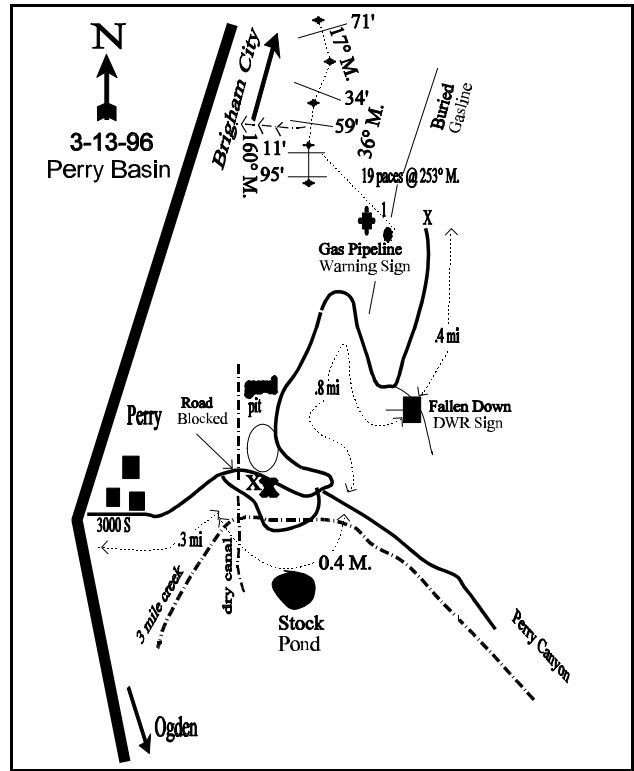 N
3-13-96
Perry Basin
Brigham City
71'
17° M.
34'
36° M.
59'
160° M.
11'
95'
Buried
Gasline
19 paces @ 253° M.
1
X
Gas Pipeline
Warning Sign
.4 mi
.8 mi
Fallen Down
DWR Sign
pit
Road
Blocked
Perry
X
X
3000 S
.3 mi
0.4 M.
3 mile creek
dry canal
Stock
Pond
Perry Canyon
Ogden